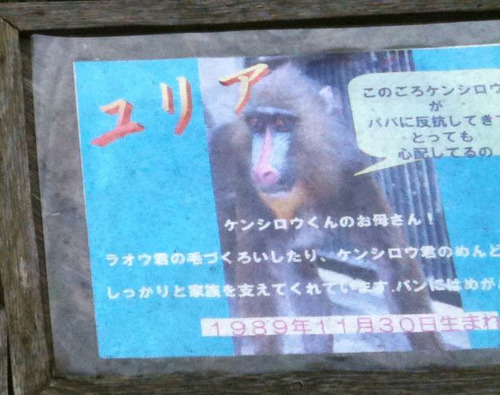 ユリア
このごろケンシロウ
が
パパに反抗してきて
とっても
心配してるの
ケンシロウくんのお母さん!
ラオウ君の毛づくろいしたり、ケンシロウ君のめんど
しっかりと家族を支えてくれています.パンにはめが
1989年11月30日生まれ